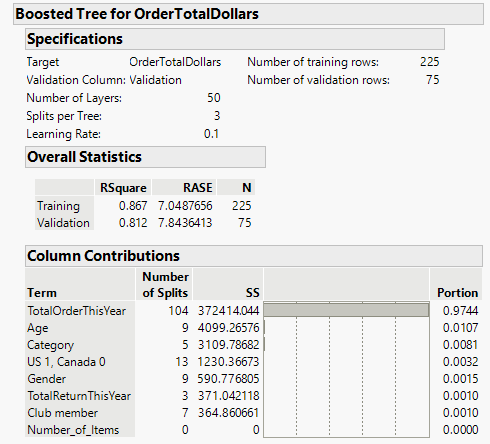 Boosted Tree for OrderTotalDollars
Specifications
Target OrderTotalDollars Number of training rows: 225
Validation Column: Validation Number of validation rows: 75
Number of Layers: 50
Splits per Tree: 3
Learning Rate: 0.1
Overall Statistics
RSquare RASE N
Training 0.867 7.0487656 225
Validation 0.812 7.8436413 75
Column Contributions
Number
Term of Splits SS Portion
TotalOrderThisYear 104 372414.044 0.9744
Age 9 4099.26576 0.0107
Category 5 3109.78682 0.0081
US 1, Canada 0 13 1230.36673 0.0032
Gender 9 590.776805 0.0015
TotalReturnThisYear 3 371.042118 0.0010
Club member 7 364.860661 0.0010
Number_of_Items 0 0 0.0000